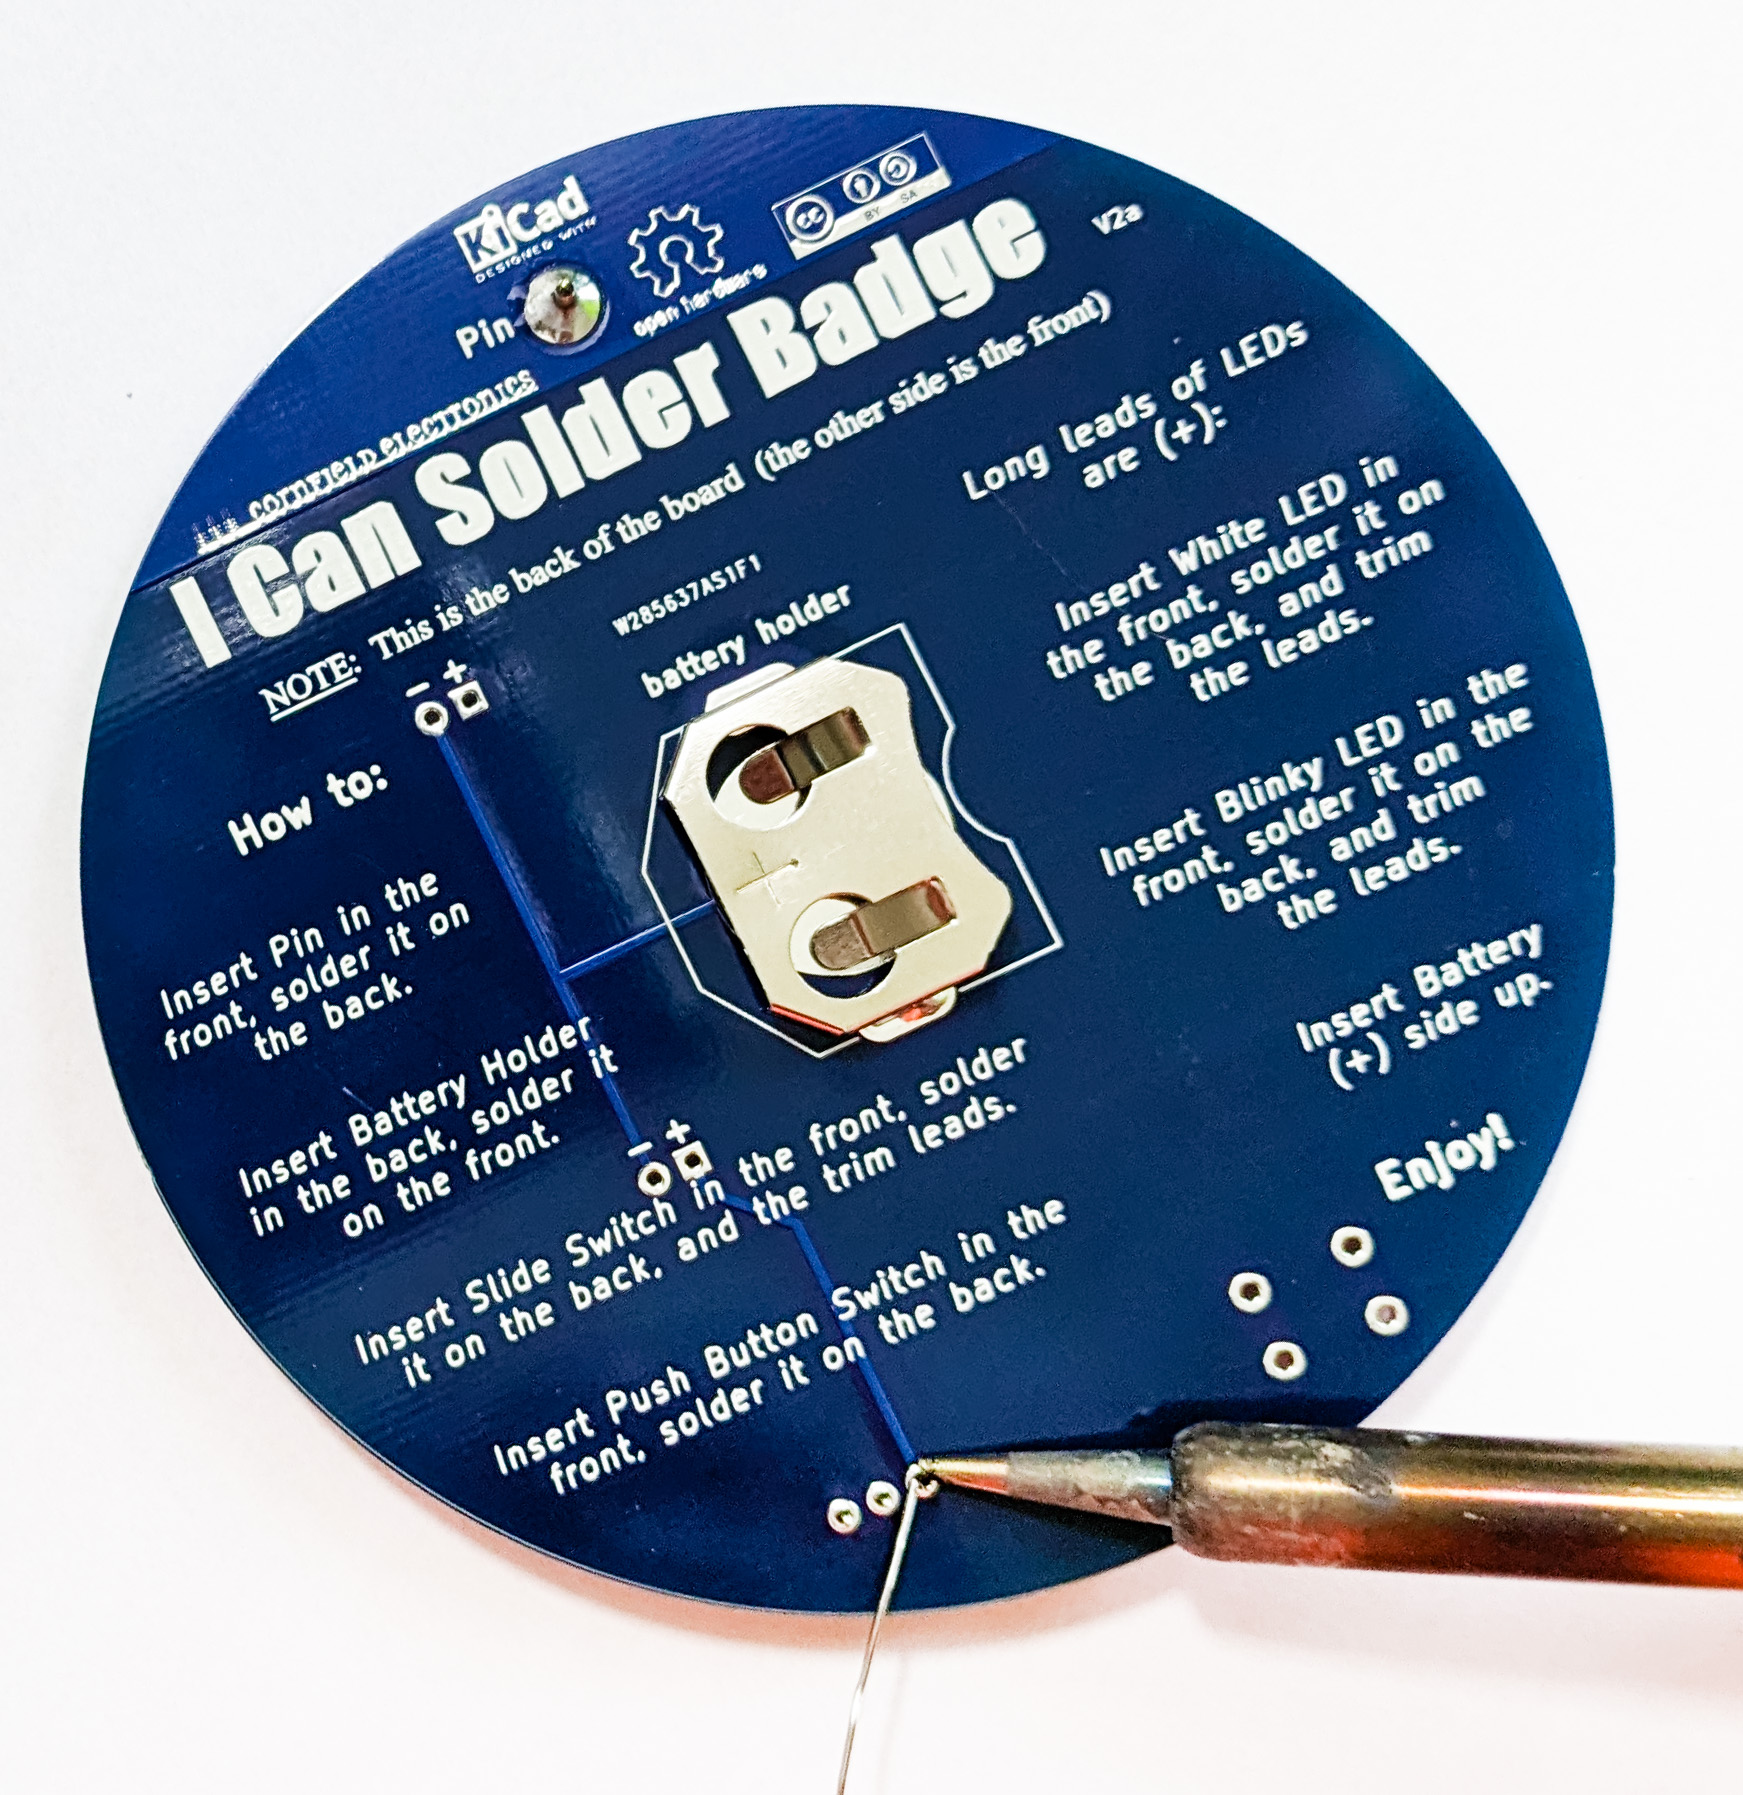 KiCad
DESIGNED WITH
open hardware
cc
BY SA
V2a
Pin
CORNFIELD ELECTRONICS
I Can Solder Badge
NOTE: This is the back of the board (the other side is the front)
W285637AS1F1
battery holder
+
- +
How to:
Insert Pin in the
front, solder it on
the back.
Insert Battery Holder
in the back, solder it
on the front.
- +
Insert Slide Switch in the front, solder
it on the back, and the trim leads.
Insert Push Button Switch in the
front, solder it on the back.
Long leads of LEDs
are (+):
Insert White LED in
the front, solder it on
the back, and trim
the leads.
Insert Blinky LED in the
front, solder it on the
back, and trim
the leads.
Insert Battery
(+) side up.
Enjoy!